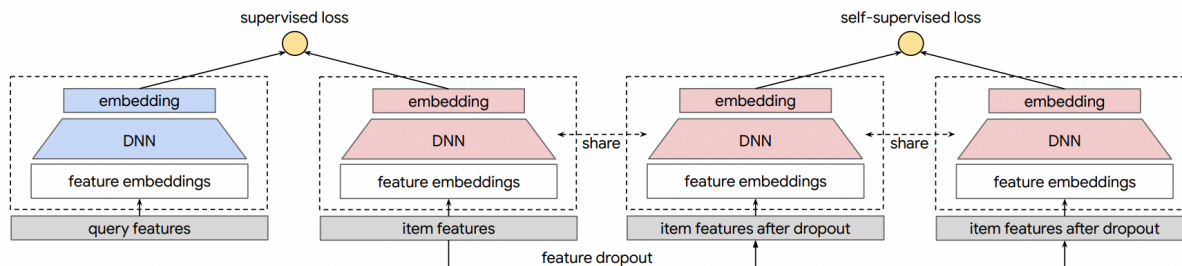 supervised loss
self-supervised loss
embedding
embedding
embedding
embedding
DNN
DNN
share
DNN
share
DNN
feature embeddings
feature embeddings
feature embeddings
feature embeddings
query features
item features
item features after dropout
item features after dropout
feature dropout